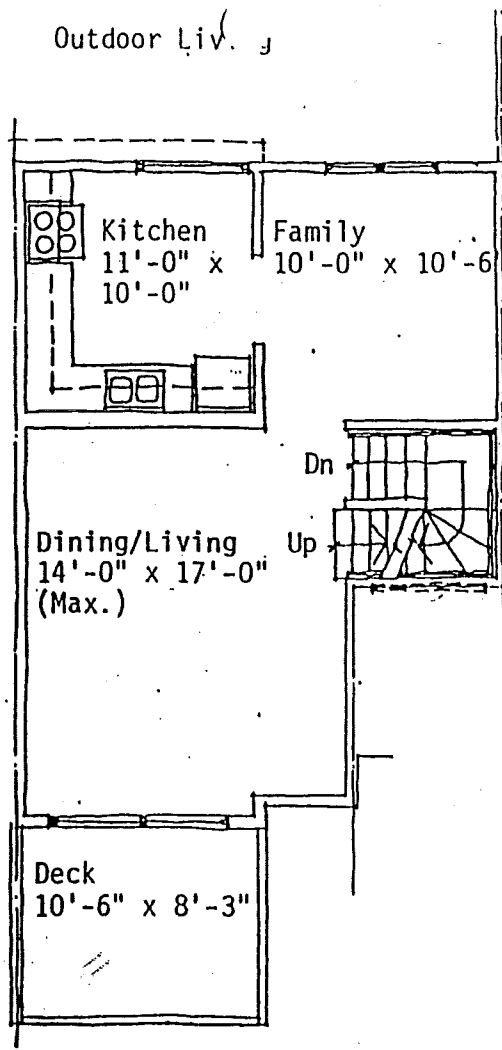 Outdoor
Kitchen
11'-0" x
10'-0"
Family
10'-0" x 10'-6
Dn
Up
Dining/Living
14'-0" x 17'-0"
(Max.)
Deck
10'-6" x 8'-3"